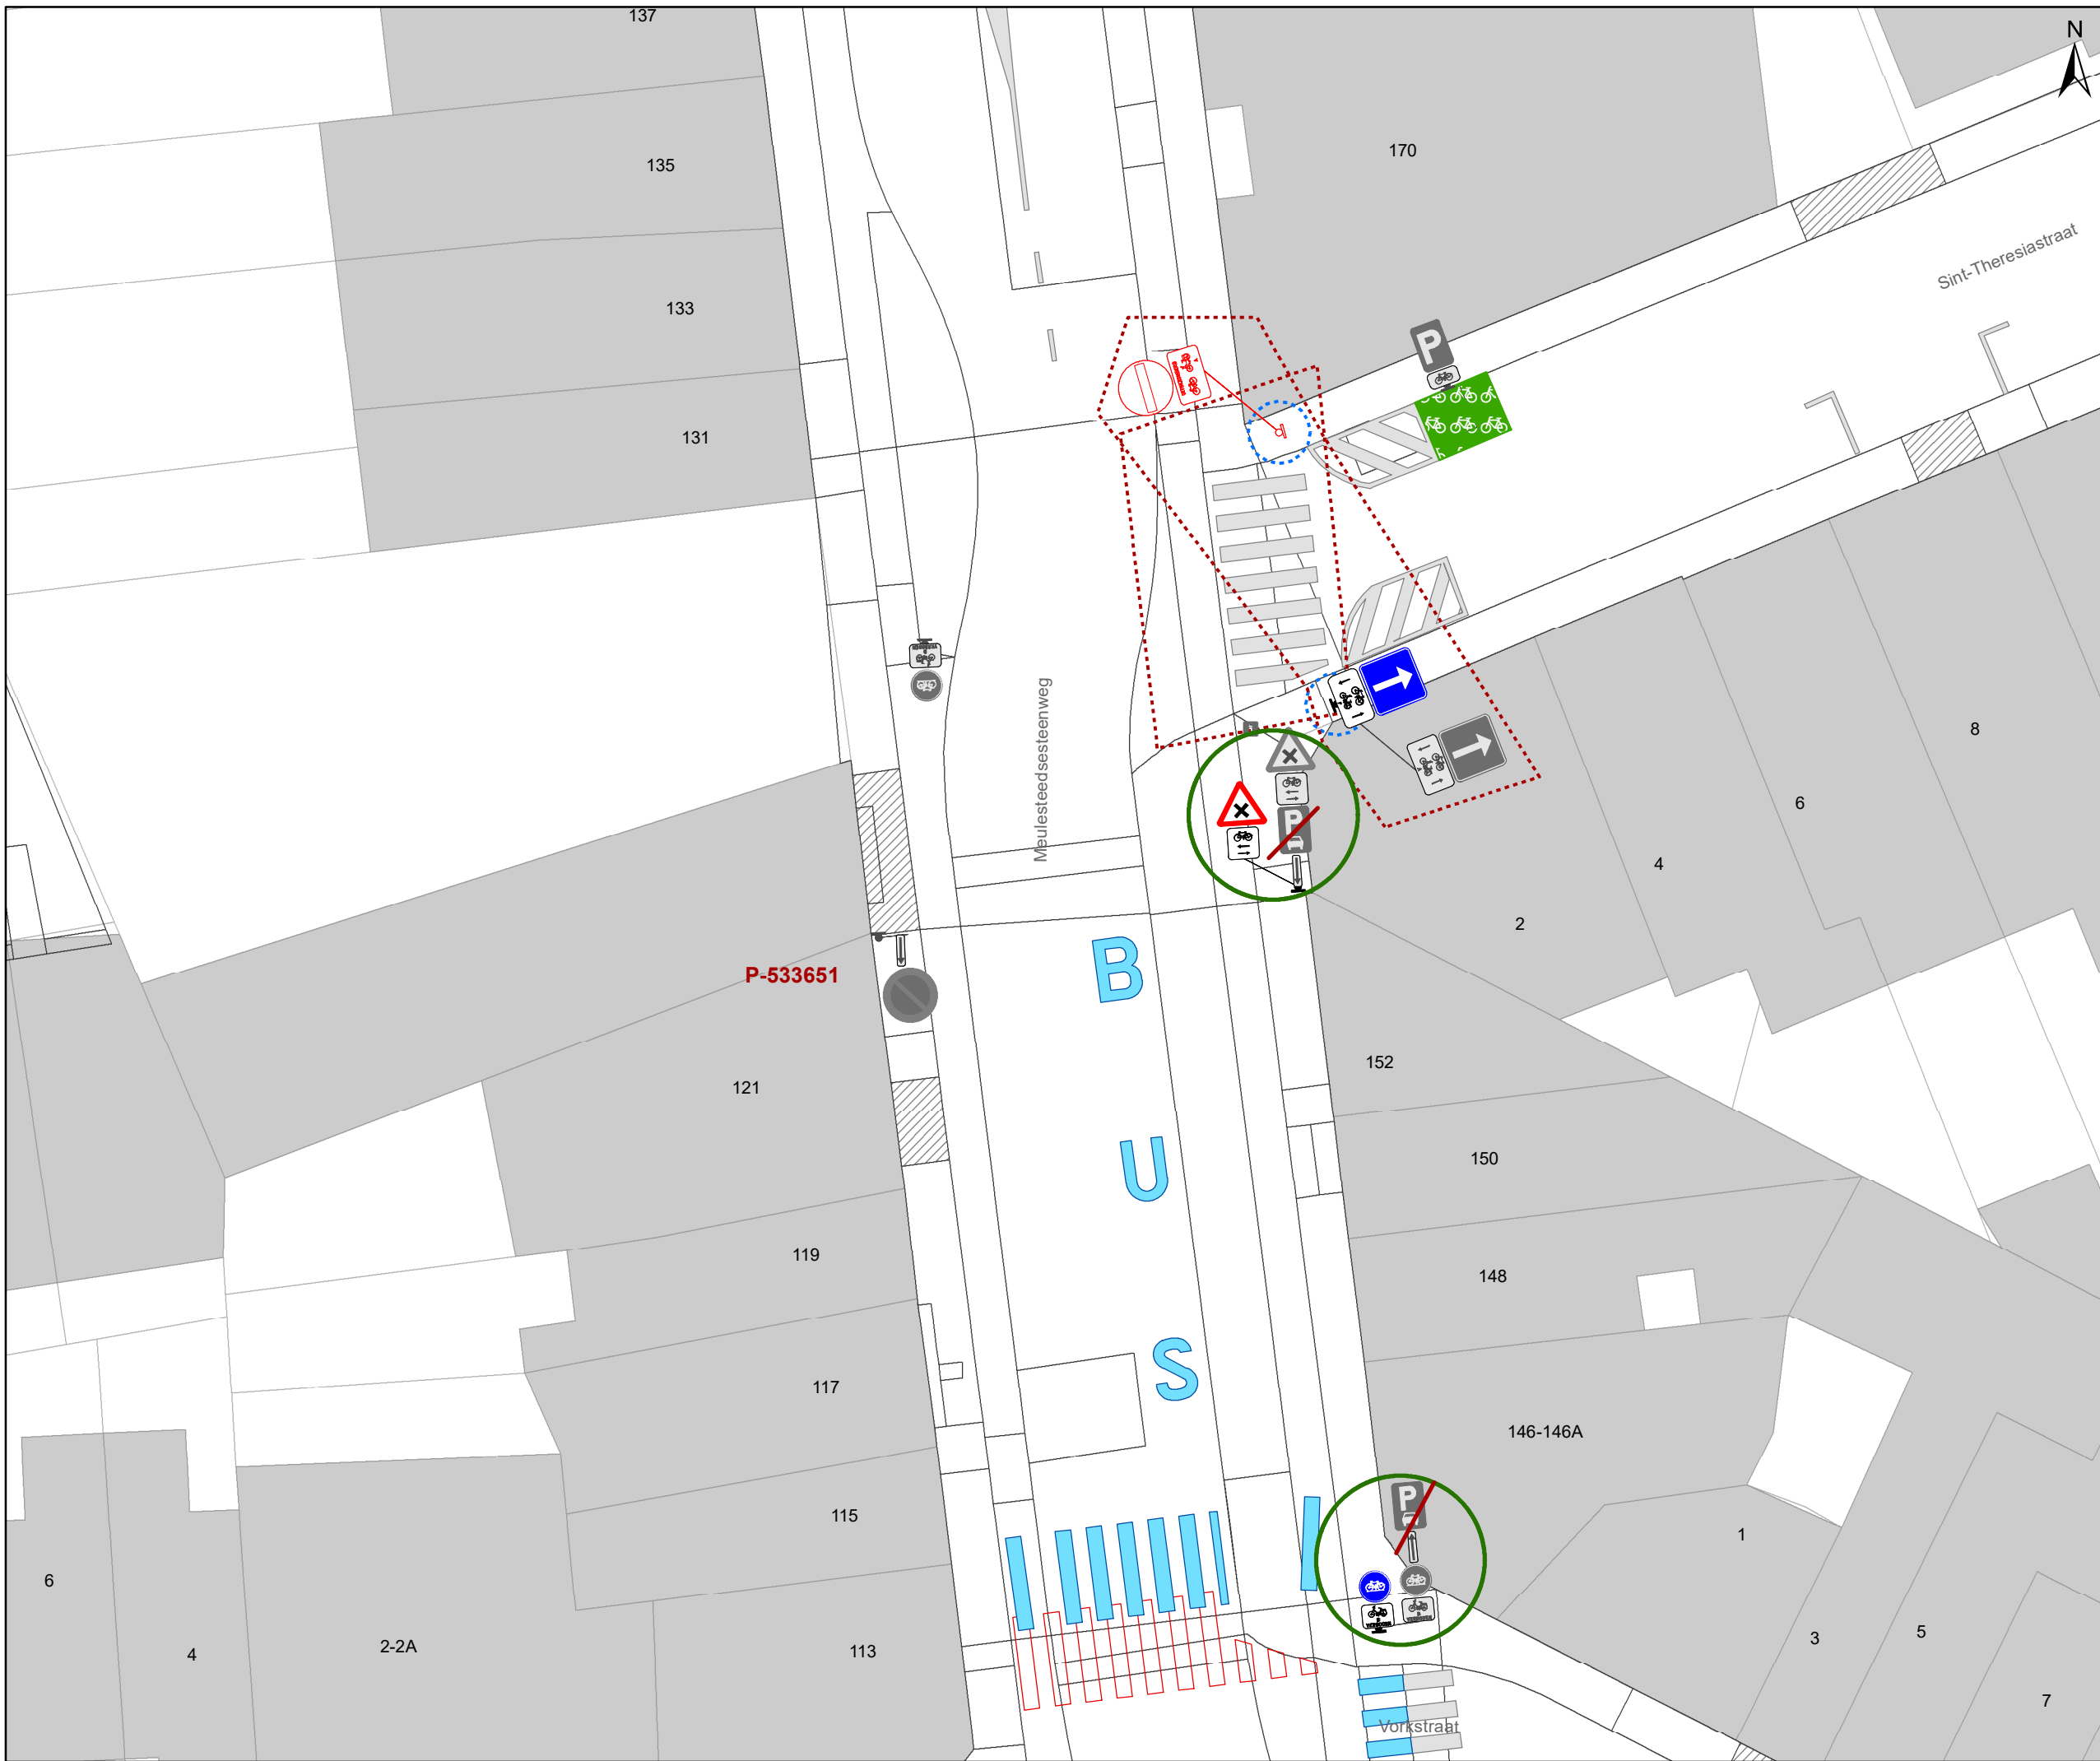 137
N
135
170
Sint-Theresiastraat
133
P
131
Meulesteedsesteenweg
8
6
P
4
2
B
P-533651
152
121
U
150
119
148
S
117
146-146A
P
115
1
6
2-2A
4
113
3
5
7
Vorkstraat